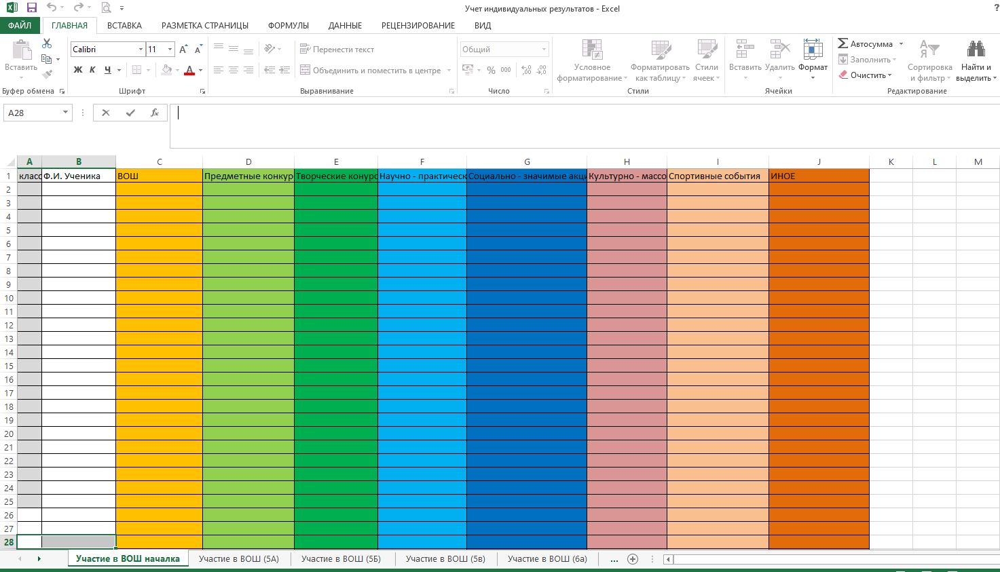 Учет индивидуальных результатов - Excel
?
ФАЙЛ ГЛАВНАЯ ВСТАВКА РАЗМЕТКА СТРАНИЦЫ ФОРМУЛЫ ДАННЫЕ РЕЦЕНЗИРОВАНИЕ ВИД
Вставить
Calibri 11
Ж К Ч А
Перенести текст
Объединить и поместить в центре
Общий
% 000
Условное форматирование
Форматировать как таблицу
Стили ячеек
Вставить Удалить Формат
Автосумма
Заполнить
Очистить
Сортировка и фильтр
Найти и выделить
Буфер обмена Шрифт Выравнивание Число Стили Ячейки Редактирование
A28 fx
A B C D E F G H I J K L M
1 класс Ф.И. Ученика ВОШ Предметные конкур Творческие конурс Научно - практическ Социально - значимые акци Культурно - массо Спортивные события ИНОЕ
2
3
4
5
6
7
8
9
10
11
12
13
14
15
16
17
18
19
20
21
22
23
24
25
26
27
28
Участие в ВОШ началка Участие в ВОШ (5А) Участие в ВОШ (5Б) Участие в ВОШ (5в) Участие в ВОШ (6а) ...